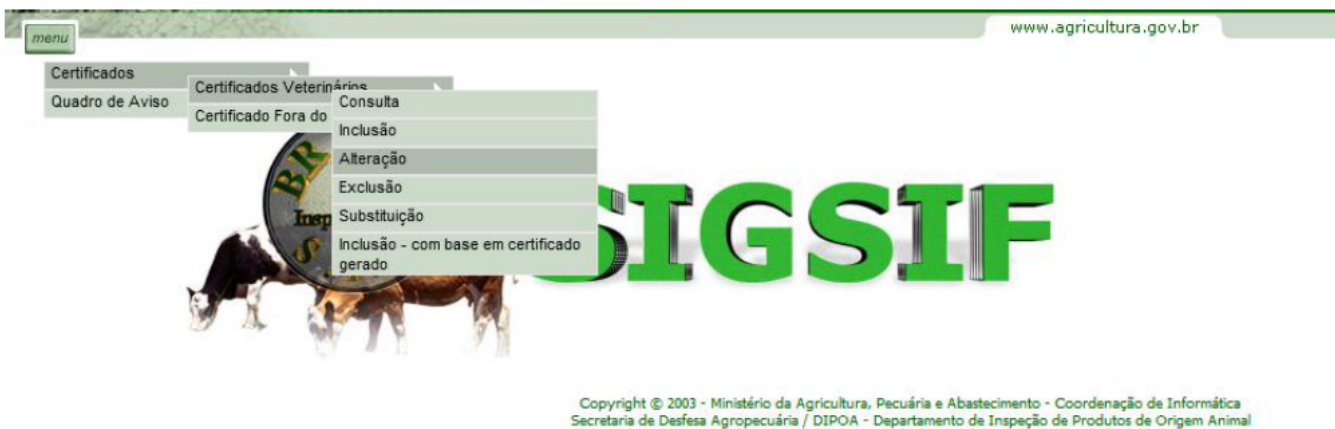 menu
www.agricultura.gov.br
Certificados
Quadro de Aviso
Certificados Veterinários
Certificado Fora do
Consulta
Inclusão
Alteração
Exclusão
Substituição
Inclusão - com base em certificado
gerado
BR
Insp
S
SIGSIF
Copyright © 2003 - Ministério da Agricultura, Pecuária e Abastecimento - Coordenação de Informática
Secretaria de Desfesa Agropecuária / DIPOA - Departamento de Inspeção de Produtos de Origem Animal